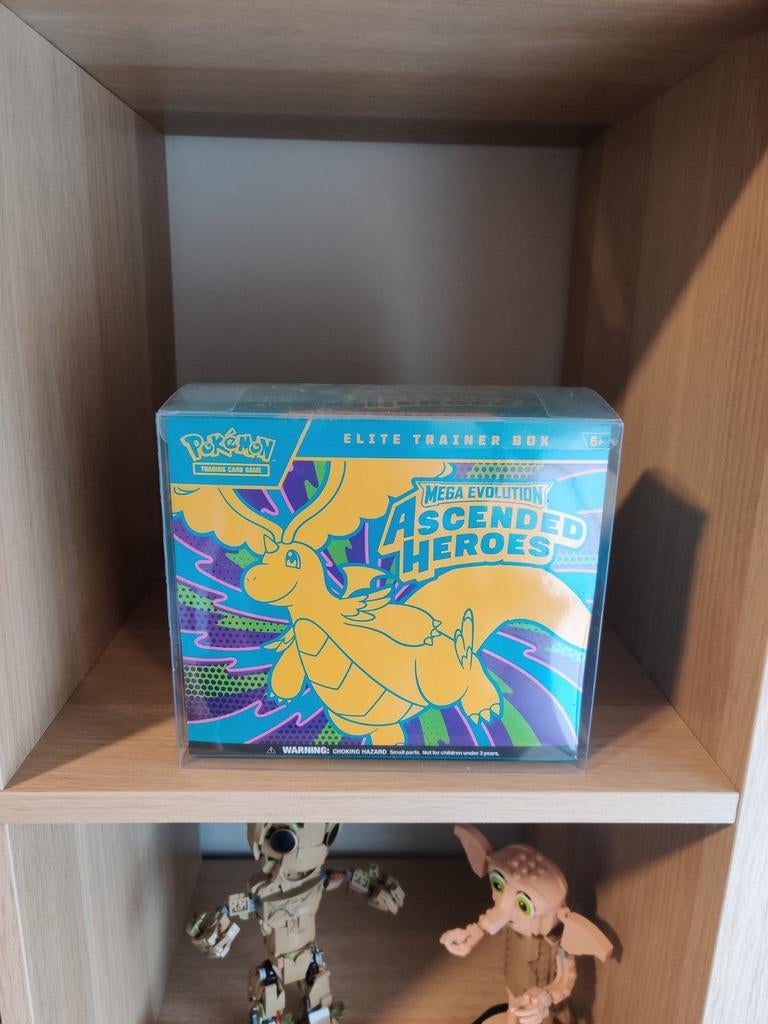 Pokémon
TRADING CARD GAME
ELITE TRAINER BOX
6+
MEGA EVOLUTION
ASCENDED
HEROES
WARNING: CHOKING HAZARD Small parts. Not for children under 3 years.